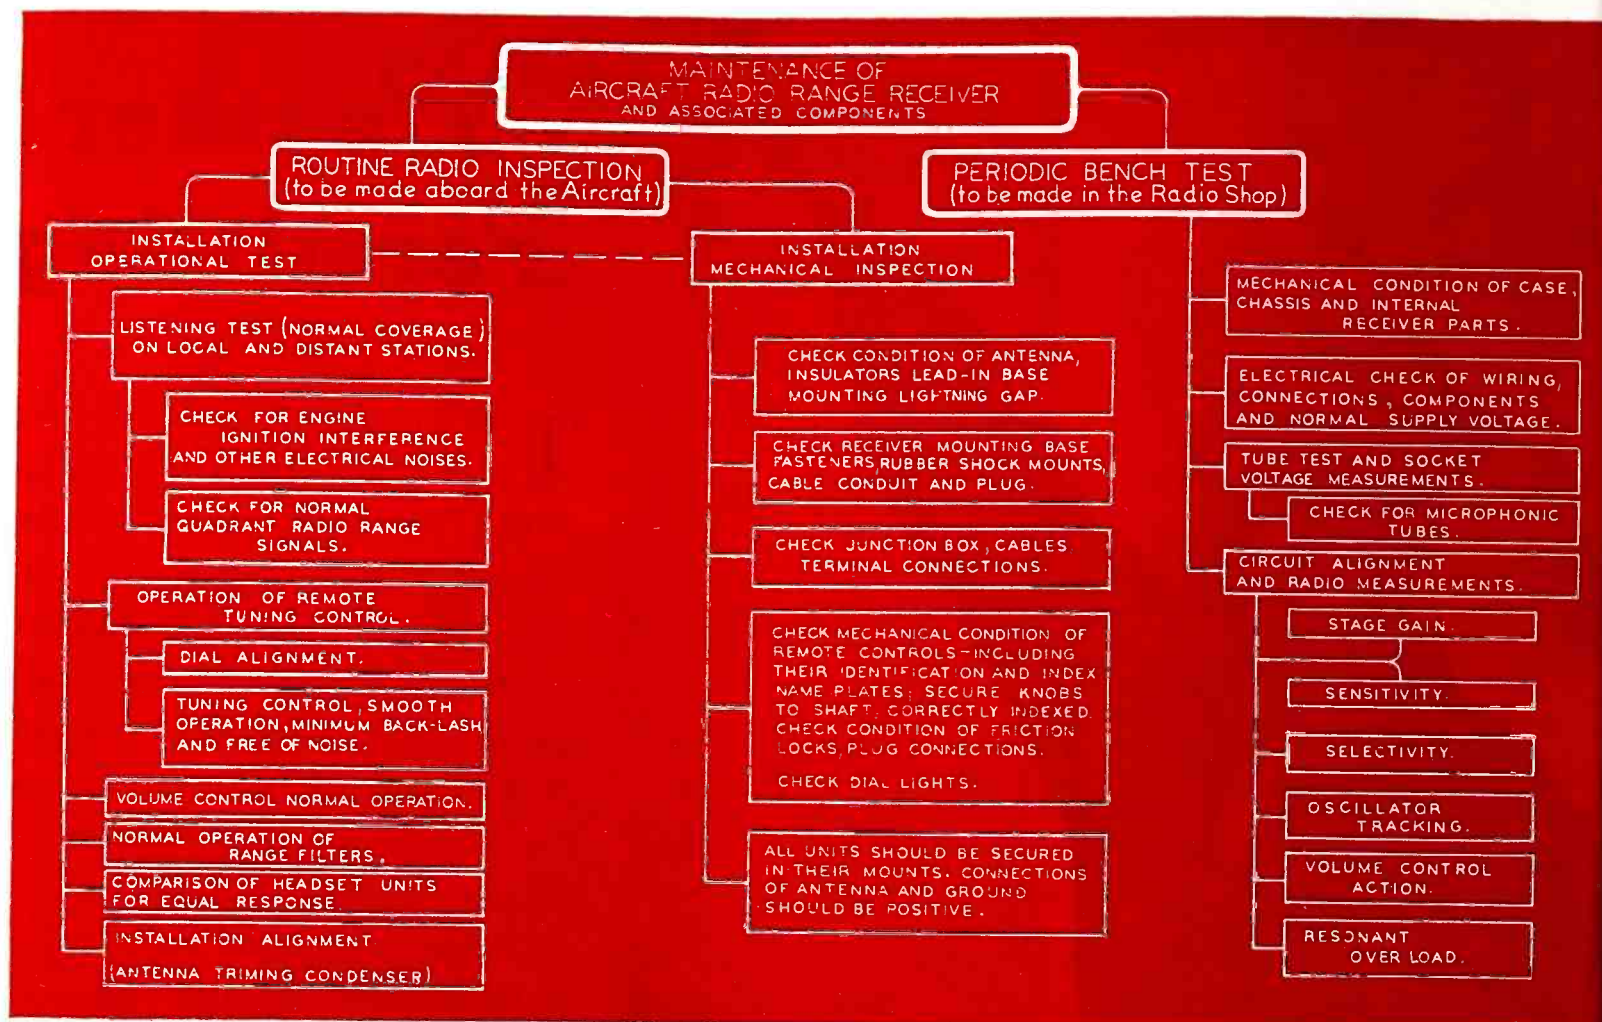 MAINTENANCE OF
AIRCRAFT RADIO RANGE RECEIVER
AND ASSOCIATED COMPONENTS
ROUTINE RADIO INSPECTION
(to be made aboard the Aircraft)
PERIODIC BENCH TEST
(to be made in the Radio Shop)
INSTALLATION
OPERATIONAL TEST
LISTENING TEST (NORMAL COVERAGE)
ON LOCAL AND DISTANT STATIONS.
CHECK FOR ENGINE
IGNITION INTERFERENCE
AND OTHER ELECTRICAL NOISES.
CHECK FOR NORMAL
QUADRANT RADIO RANGE
SIGNALS.
OPERATION OF REMOTE
TUNING CONTROL.
DIAL ALIGNMENT.
TUNING CONTROL, SMOOTH
OPERATION, MINIMUM BACK-LASH
AND FREE OF NOISE.
VOLUME CONTROL NORMAL OPERATION.
NORMAL OPERATION OF
RANGE FILTERS.
COMPARISON OF HEADSET UNITS
FOR EQUAL RESPONSE.
INSTALLATION ALIGNMENT
(ANTENNA TRIMING CONDENSER)
INSTALLATION
MECHANICAL INSPECTION
CHECK CONDITION OF ANTENNA,
INSULATORS LEAD-IN BASE
MOUNTING LIGHTNING GAP.
CHECK RECEIVER MOUNTING BASE
FASTENERS, RUBBER SHOCK MOUNTS,
CABLE CONDUIT AND PLUG.
CHECK JUNCTION BOX, CABLES
TERMINAL CONNECTIONS.
CHECK MECHANICAL CONDITION OF
REMOTE CONTROLS-INCLUDING
THEIR IDENTIFICATION AND INDEX
NAME PLATES; SECURE KNOBS
TO SHAFT, CORRECTLY INDEXED.
CHECK CONDITION OF FRICTION
LOCKS, PLUG CONNECTIONS.
CHECK DIAL LIGHTS.
ALL UNITS SHOULD BE SECURED
IN THEIR MOUNTS. CONNECTIONS
OF ANTENNA AND GROUND
SHOULD BE POSITIVE.
MECHANICAL CONDITION OF CASE,
CHASSIS AND INTERNAL
RECEIVER PARTS.
ELECTRICAL CHECK OF WIRING,
CONNECTIONS, COMPONENTS
AND NORMAL SUPPLY VOLTAGE.
TUBE TEST AND SOCKET
VOLTAGE MEASUREMENTS.
CHECK FOR MICROPHONIC
TUBES.
CIRCUIT ALIGNMENT
AND RADIO MEASUREMENTS.
STAGE GAIN.
SENSITIVITY.
SELECTIVITY.
OSCILLATOR
TRACKING.
VOLUME CONTROL
ACTION.
RESONANT
OVER LOAD.